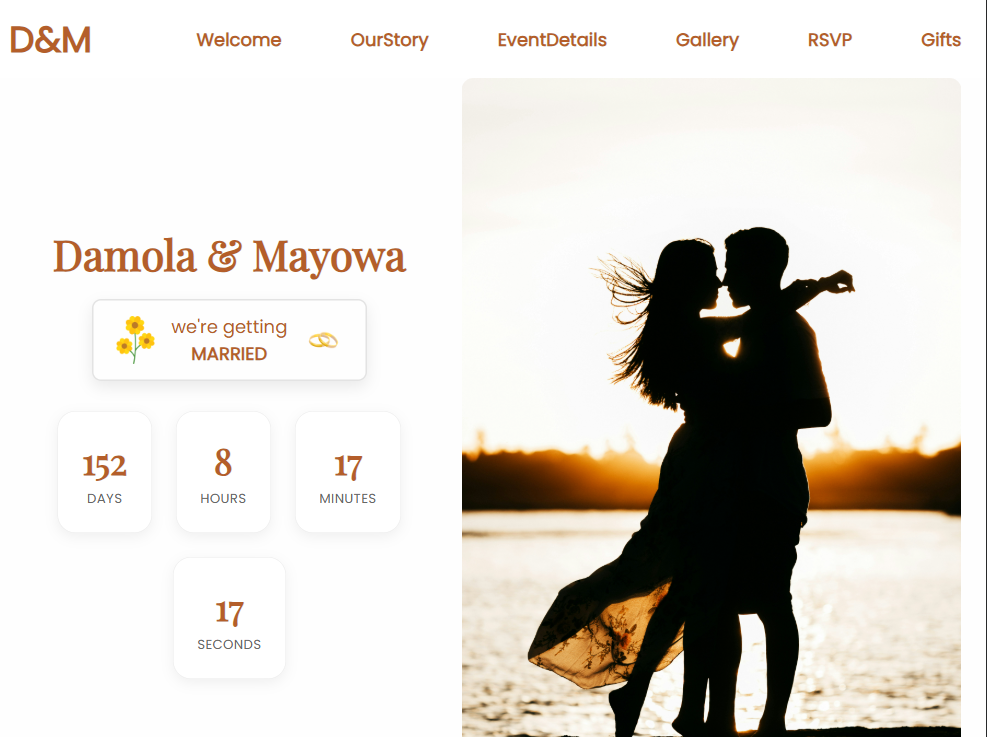 D&M
Welcome OurStory EventDetails Gallery RSVP Gifts
Damola & Mayowa
we're getting
MARRIED
152 8 17
DAYS HOURS MINUTES
17
SECONDS